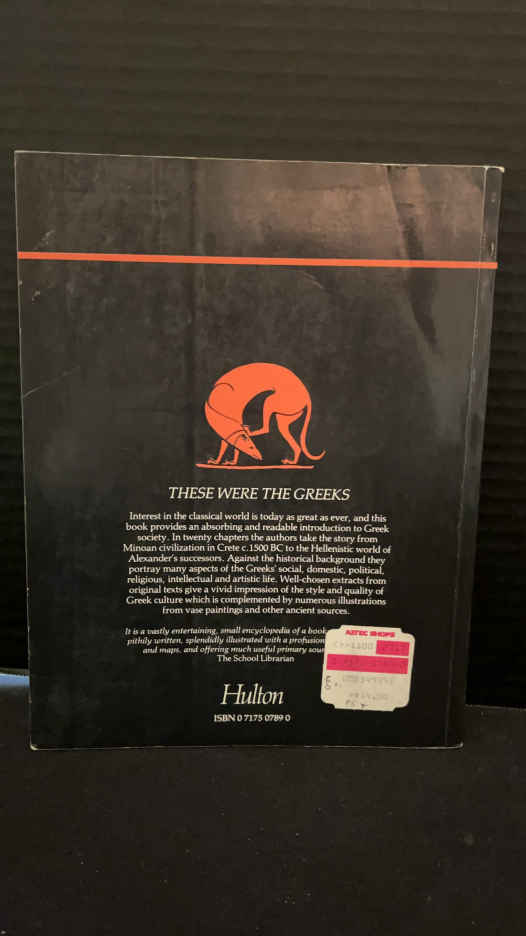 THESE WERE THE GREEKS
Interest in the classical world is today as great as ever, and this
book provides an absorbing and readable introduction to Greek
society. In twenty chapters the authors take the story from
Minoan civilization in Crete c.1500 BC to the Hellenistic world of
Alexander's successors. Against the historical background they
portray many aspects of the Greeks' social, domestic, political,
religious, intellectual and artistic life. Well-chosen extracts from
original texts give a vivid impression of the style and quality of
Greek culture which is complemented by numerous illustrations
from vase paintings and other ancient sources.
It is a vastly entertaining, small encyclopedia of a book
pithily written, splendidly illustrated with a profusion
and maps, and offering much useful primary
The School Librarian
AZTEC SHOPS
Hulton
ISBN 0 7175 0789 0